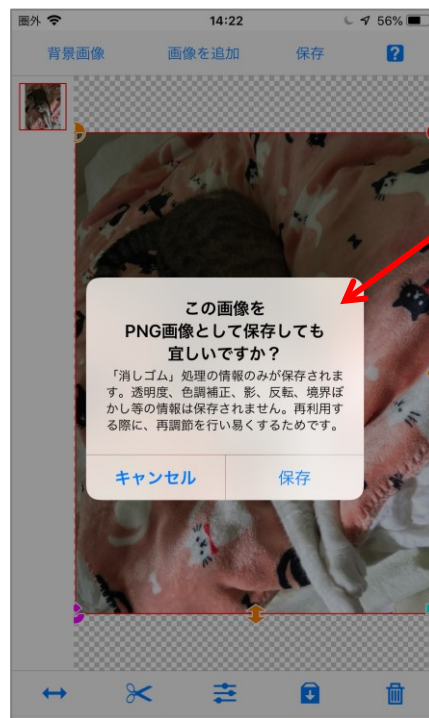 圏外 14:22 56%
背景画像 画像を追加 保存 ?
この画像を
PNG画像として保存しても
宜しいですか？
「消しゴム」処理の情報のみが保存されま
す。透明度、色調補正、影、反転、境界ぼ
かし等の情報は保存されません。再利用す
る際に、再調節を行い易くするためです。
キャンセル 保存